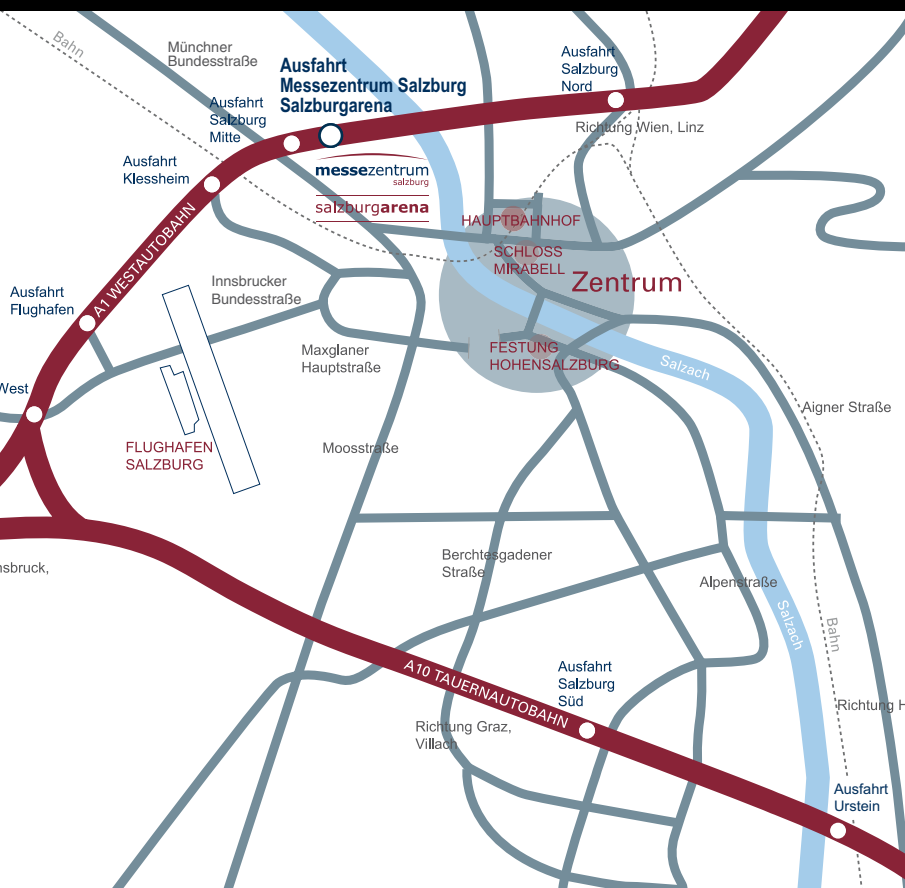 Bahn
Münchner
Bundesstraße
Ausfahrt
Messezentrum Salzburg
Salzburgarena
Ausfahrt
Salzburg
Nord
Ausfahrt
Salzburg
Mitte
Richtung Wien, Linz
Ausfahrt
Klessheim
messezentrum
salzburg
salzburgarena
HAUPTBAHNHOF
A1 WESTAUTOBAHN
SCHLOSS
MIRABELL
Zentrum
Innsbrucker
Bundesstraße
Ausfahrt
Flughafen
Maxglaner
Hauptstraße
FESTUNG
HOHENSALZBURG
Salzach
West
Aigner Straße
FLUGHAFEN
SALZBURG
Moosstraße
Berchtesgadener
Straße
nsbruck,
Alpenstraße
Salzach
Bahn
A10 TAUERNAUTOBAHN
Ausfahrt
Salzburg
Süd
Richtung H
Richtung Graz,
Villach
Ausfahrt
Urstein